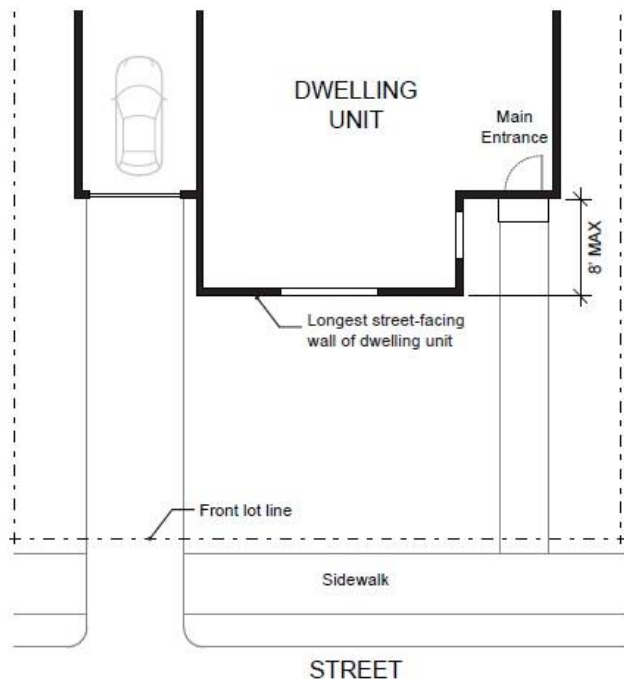 DWELLING
UNIT
Main
Entrance
8' MAX
Longest street-facing
wall of dwelling unit
Front lot line
Sidewalk
STREET